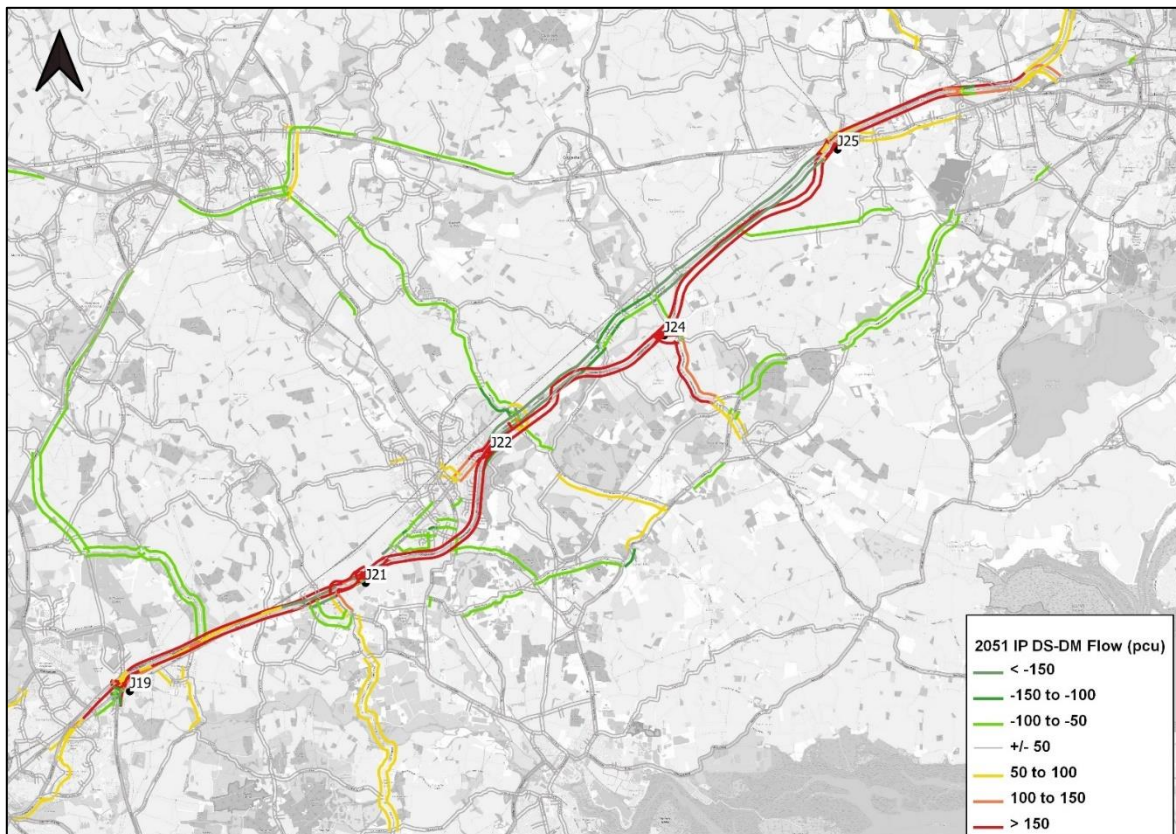 J25
J24
J22
J21
J19
2051 IP DS-DM Flow (pcu)
< -150
-150 to -100
-100 to -50
+/- 50
50 to 100
100 to 150
> 150